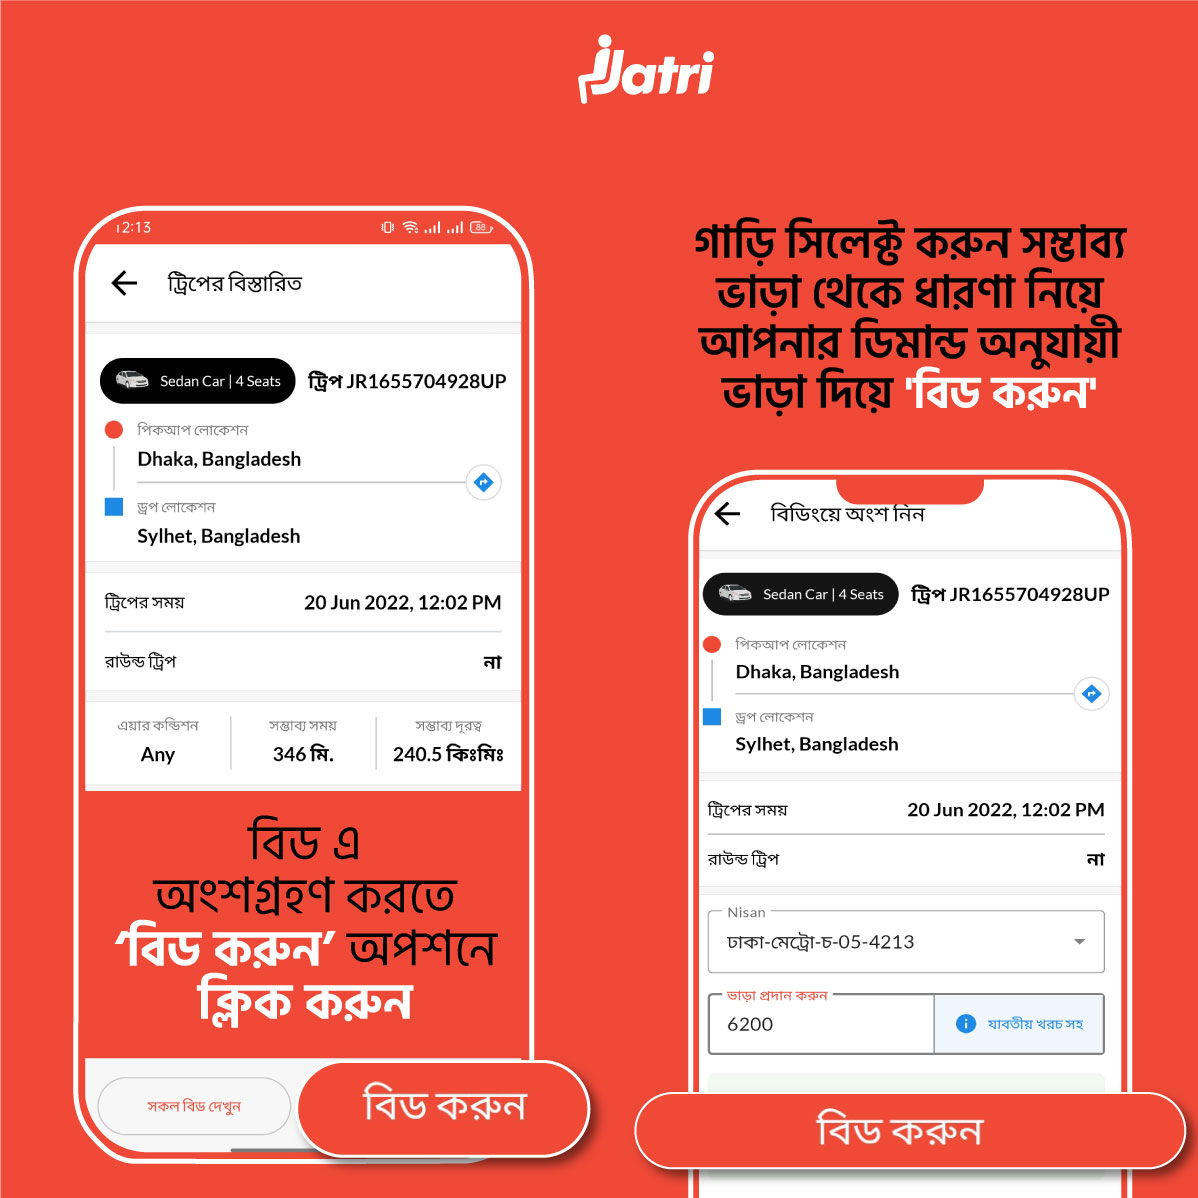 Jatri
12:13
88
ট্রিপের বিস্তারিত
Sedan Car | 4 Seats
ট্রিপ JR1655704928UP
পিকআপ লোকেশন
Dhaka, Bangladesh
ড্রপ লোকেশন
Sylhet, Bangladesh
ট্রিপের সময়
20 Jun 2022, 12:02 PM
রাউন্ড ট্রিপ
না
এয়ার কন্ডিশন
সম্ভাব্য সময়
সম্ভাব্য দূরত্ব
Any
346 মি.
240.5 কিঃমিঃ
বিড এ
অংশগ্রহণ করতে
‘বিড করুন’ অপশনে
ক্লিক করুন
সকল বিড দেখুন
বিড করুন
গাড়ি সিলেক্ট করুন সম্ভাব্য
ভাড়া থেকে ধারণা নিয়ে
আপনার ডিমান্ড অনুযায়ী
ভাড়া দিয়ে 'বিড করুন'
বিডিংয়ে অংশ নিন
Sedan Car | 4 Seats
ট্রিপ JR1655704928UP
পিকআপ লোকেশন
Dhaka, Bangladesh
ড্রপ লোকেশন
Sylhet, Bangladesh
ট্রিপের সময়
20 Jun 2022, 12:02 PM
রাউন্ড ট্রিপ
না
Nisan
ঢাকা-মেট্রো-চ-05-4213
ভাড়া প্রদান করুন
6200
যাবতীয় খরচ সহ
বিড করুন